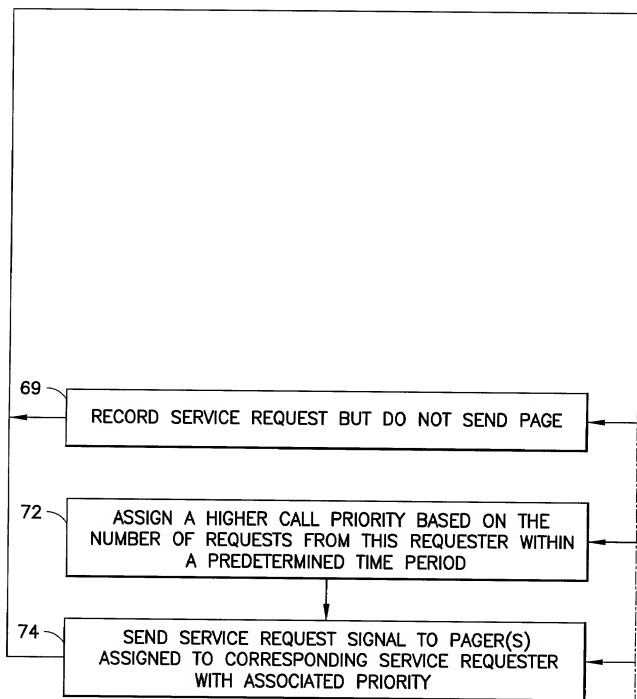 69
RECORD SERVICE REQUEST BUT DO NOT SEND PAGE
72
ASSIGN A HIGHER CALL PRIORITY BASED ON THE
NUMBER OF REQUESTS FROM THIS REQUESTER WITHIN
A PREDETERMINED TIME PERIOD
74
SEND SERVICE REQUEST SIGNAL TO PAGER(S)
ASSIGNED TO CORRESPONDING SERVICE REQUESTER
WITH ASSOCIATED PRIORITY